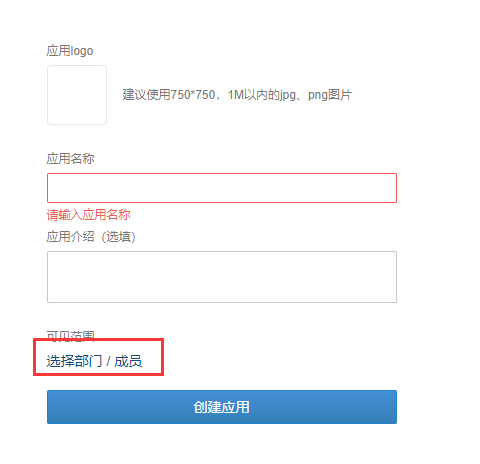 应用logo
建议使用750*750，1M以内的jpg、png图片
应用名称
请输入应用名称
应用介绍（选填）
可见范围
选择部门 / 成员
创建应用